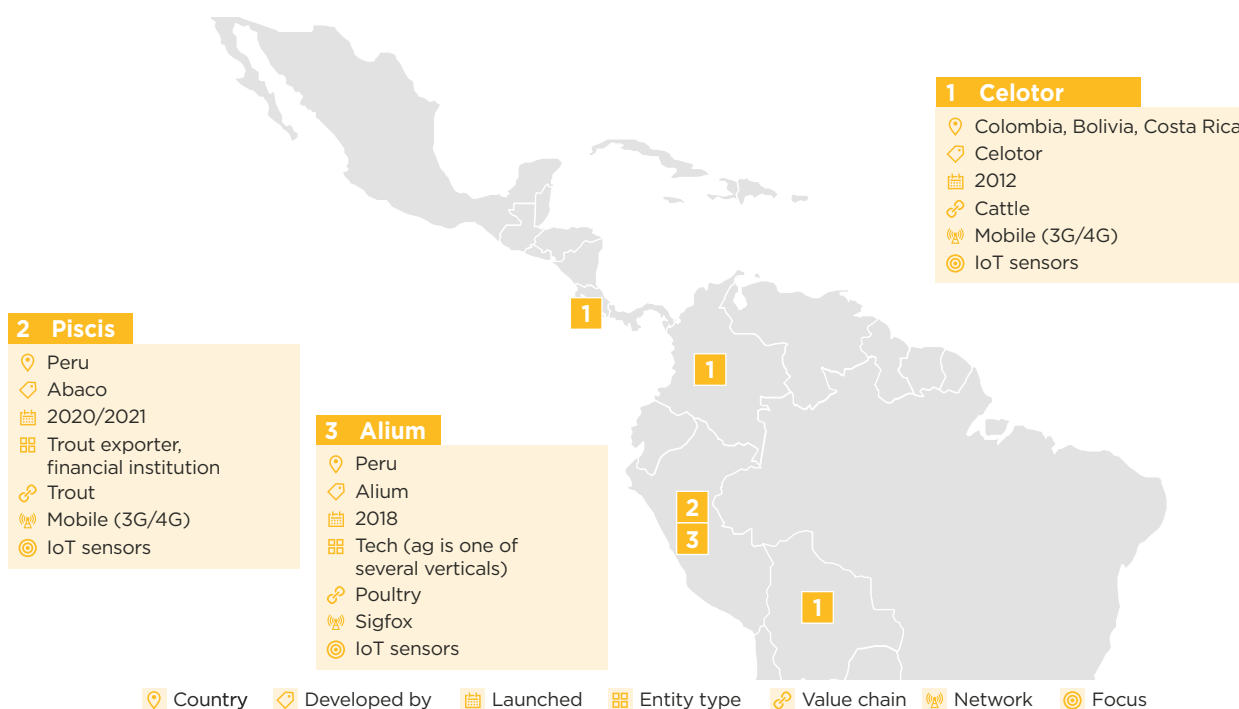 1 Celotor
Colombia, Bolivia, Costa Rica
Celotor
2012
Cattle
Mobile (3G/4G)
IoT sensors
1
1
2 Piscis
Peru
Abaco
2020/2021
Trout exporter,
financial institution
Trout
Mobile (3G/4G)
IoT sensors
3 Alium
Peru
Alium
2018
Tech (ag is one of
several verticals)
Poultry
Sigfox
IoT sensors
2
3
1
Country Developed by Launched Entity type Value chain Network Focus